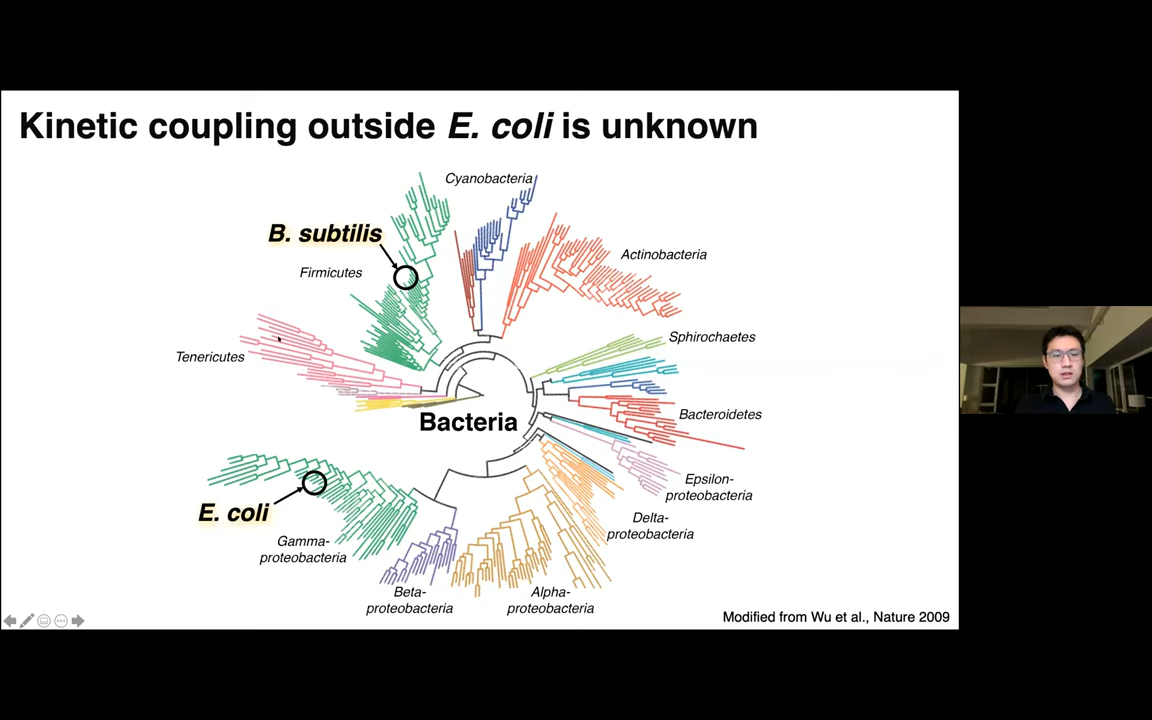 Kinetic coupling outside E. coli is unknown
Cyanobacteria
B. subtilis
Actinobacteria
Firmicutes
Sphirochaetes
Tenericutes
Bacteroidetes
Bacteria
Epsilon-
proteobacteria
E. coli
Delta-
proteobacteria
Gamma-
proteobacteria
Beta-
proteobacteria
Alpha-
proteobacteria
Modified from Wu et al., Nature 2009